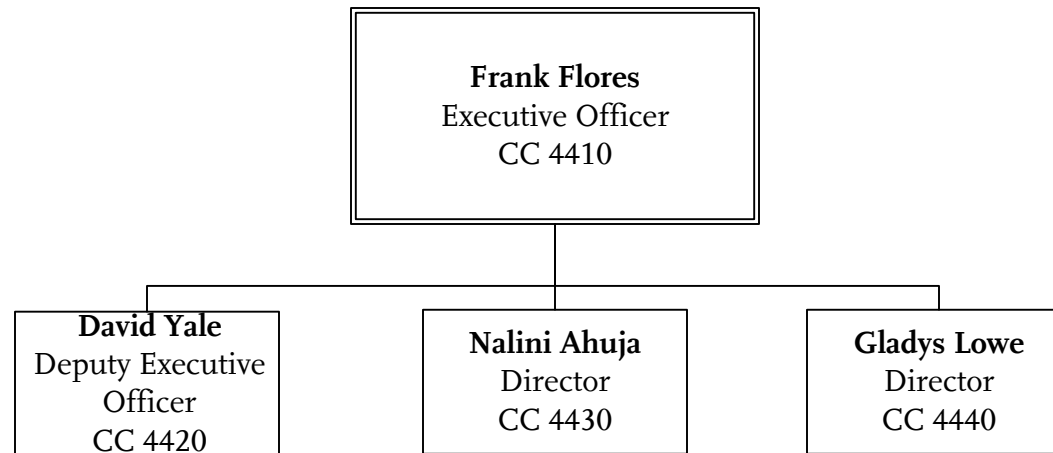 Frank Flores
Executive Officer
CC 4410
David Yale
Deputy Executive
Officer
CC 4420
Nalini Ahuja
Director
CC 4430
Gladys Lowe
Director
CC 4440